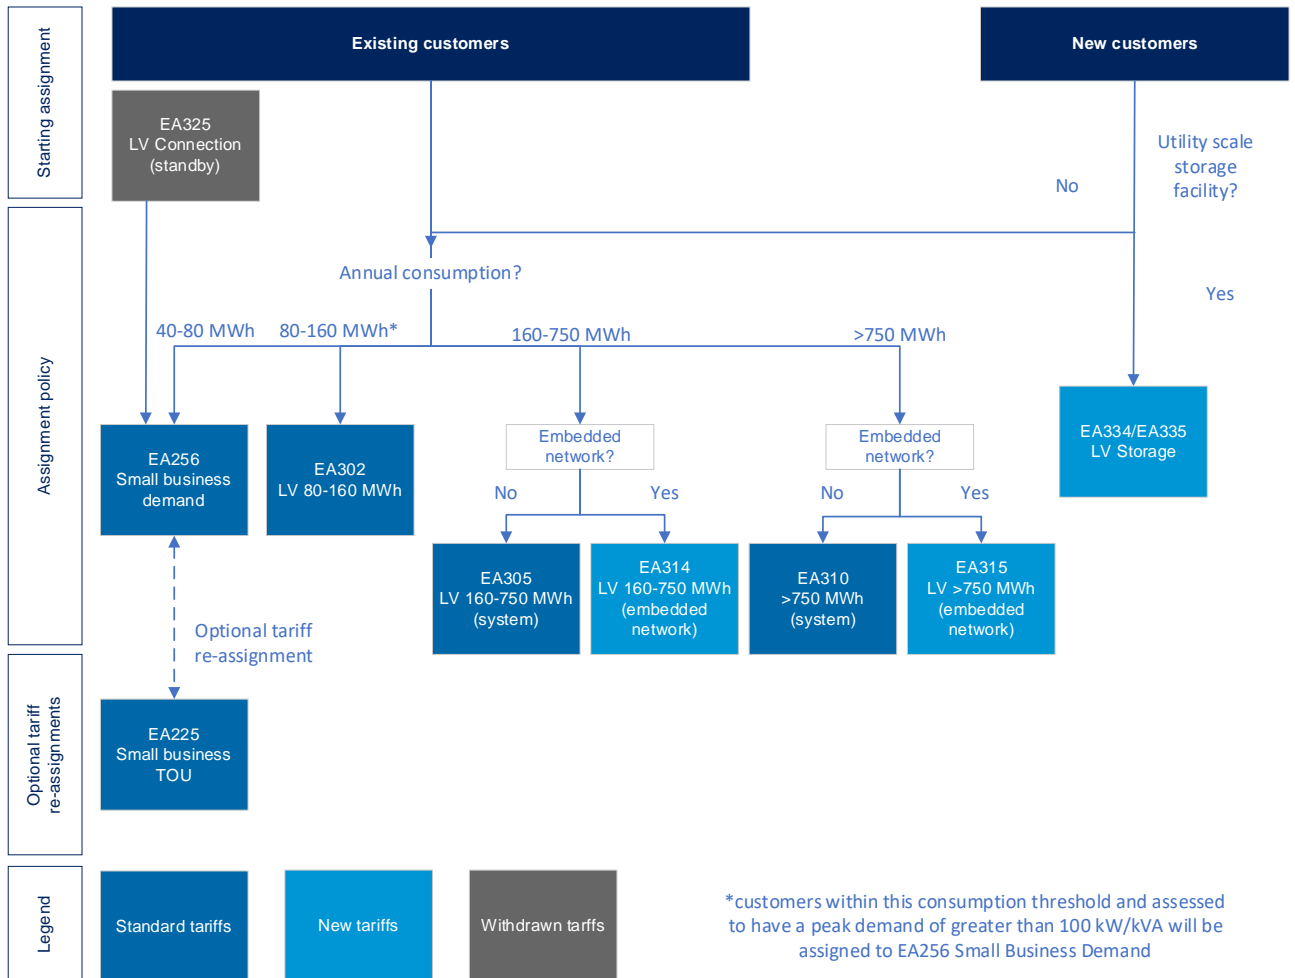 Starting assignment
Existing customers
New customers
EA325
LV Connection
(standby)
Utility scale
storage
facility?
No
Yes
Assignment policy
Annual consumption?
40-80 MWh
80-160 MWh*
160-750 MWh
>750 MWh
EA256
Small business
demand
EA302
LV 80-160 MWh
Embedded
network?
No
Yes
Embedded
network?
No
Yes
EA334/EA335
LV Storage
EA305
LV 160-750 MWh
(system)
EA314
LV 160-750 MWh
(embedded
network)
EA310
>750 MWh
(system)
EA315
LV >750 MWh
(embedded
network)
Optional tariff
re-assignment
Optional tariff
re-assignments
EA225
Small business
TOU
Legend
Standard tariffs
New tariffs
Withdrawn tarffs
*customers within this consumption threshold and assessed
to have a peak demand of greater than 100 kW/kVA will be
assigned to EA256 Small Business Demand